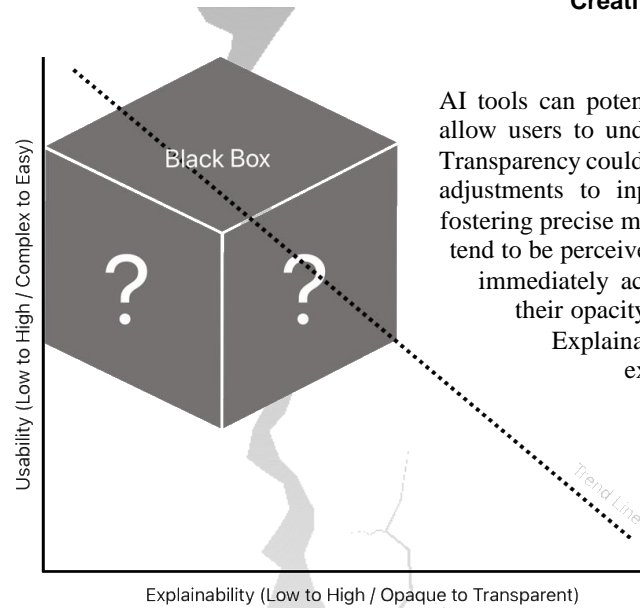 Creati
AI tools can poten
allow users to und
Transparency could
adjustments to inp
fostering precise m
tend to be perceive
immediately ac
their opacity
Explaina
ex
Black Box
? ?
Usability (Low to High / Complex to Easy)
Trend Line
Explainability (Low to High / Opaque to Transparent)